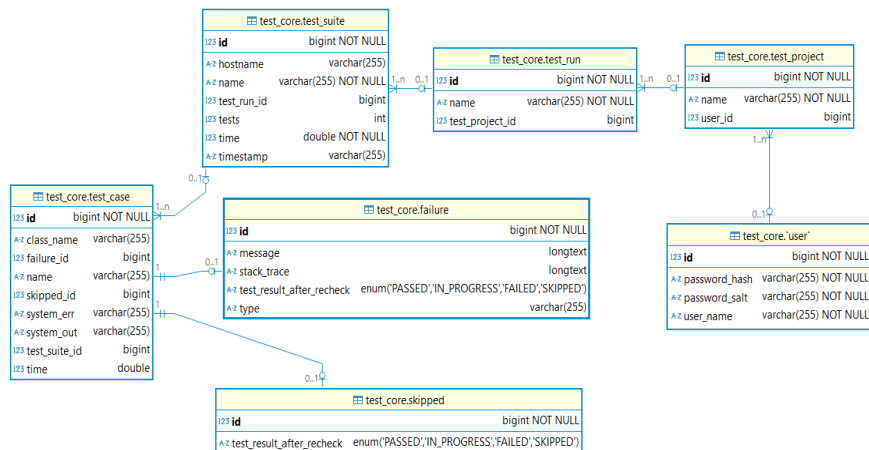 test_core.test_suite
123 id bigint NOT NULL
A-Z hostname varchar(255)
A-Z name varchar(255) NOT NULL
123 test_run_id bigint
123 tests int
123 time double NOT NULL
A-Z timestamp varchar(255)
1..n
0..1
test_core.test_run
123 id bigint NOT NULL
A-Z name varchar(255) NOT NULL
123 test_project_id bigint
1..n
0..1
test_core.test_project
123 id bigint NOT NULL
A-Z name varchar(255) NOT NULL
123 user_id bigint
1..n
0..1
test_core.`user`
123 id bigint NOT NULL
A-Z password_hash varchar(255) NOT NULL
A-Z password_salt varchar(255) NOT NULL
A-Z user_name varchar(255) NOT NULL
0..1
1..n
test_core.test_case
123 id bigint NOT NULL
A-Z class_name varchar(255)
123 failure_id bigint
A-Z name varchar(255)
123 skipped_id bigint
A-Z system_err varchar(255)
A-Z system_out varchar(255)
123 test_suite_id bigint
123 time double
1
0..1
1
0..1
test_core.failure
123 id bigint NOT NULL
A-Z message longtext
A-Z stack_trace longtext
A-Z test_result_after_recheck enum('PASSED','IN_PROGRESS','FAILED','SKIPPED')
A-Z type varchar(255)
test_core.skipped
123 id bigint NOT NULL
A-Z test_result_after_recheck enum('PASSED','IN_PROGRESS','FAILED','SKIPPED')